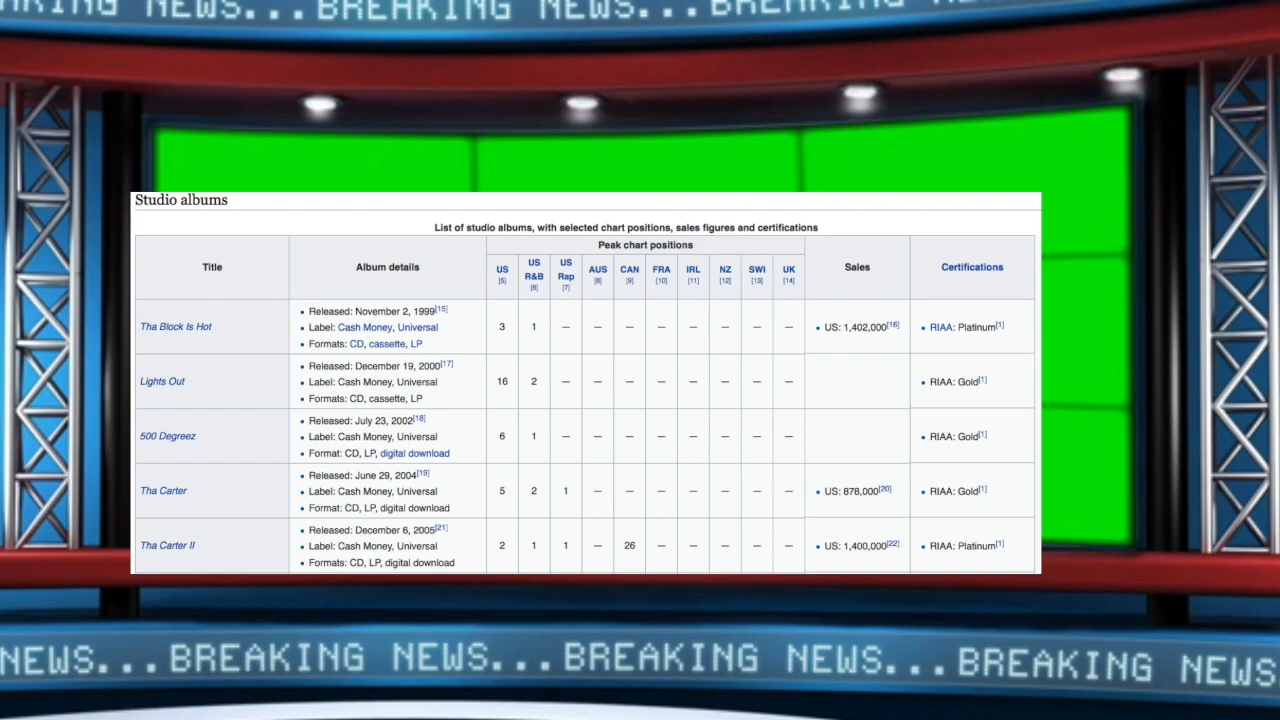 NEWS...BREAKING NEWS...BREAKING NEWS...BREAKING NE
Studio albums
List of studio albums, with selected chart positions, sales figures and certifications
Title Album details Peak chart positions Sales Certifications
US [5] US R&B [6] US Rap [7] AUS [8] CAN [9] FRA [10] IRL [11] NZ [12] SWI [13] UK [14]
Tha Block Is Hot
• Released: November 2, 1999[15]
• Label: Cash Money, Universal
• Formats: CD, cassette, LP
3 1 — — — — — — — —
• US: 1,402,000[16]
• RIAA: Platinum[1]
Lights Out
• Released: December 19, 2000[17]
• Label: Cash Money, Universal
• Formats: CD, cassette, LP
16 2 — — — — — — — —
• RIAA: Gold[1]
500 Degreez
• Released: July 23, 2002[18]
• Label: Cash Money, Universal
• Format: CD, LP, digital download
6 1 — — — — — — — —
• RIAA: Gold[1]
Tha Carter
• Released: June 29, 2004[19]
• Label: Cash Money, Universal
• Format: CD, LP, digital download
5 2 1 — — — — — — —
• US: 878,000[20]
• RIAA: Gold[1]
Tha Carter II
• Released: December 6, 2005[21]
• Label: Cash Money, Universal
• Formats: CD, LP, digital download
2 1 1 — 26 — — — — —
• US: 1,400,000[22]
• RIAA: Platinum[1]
NEWS...BREAKING NEWS...BREAKING NEWS...BREAKING NEWS